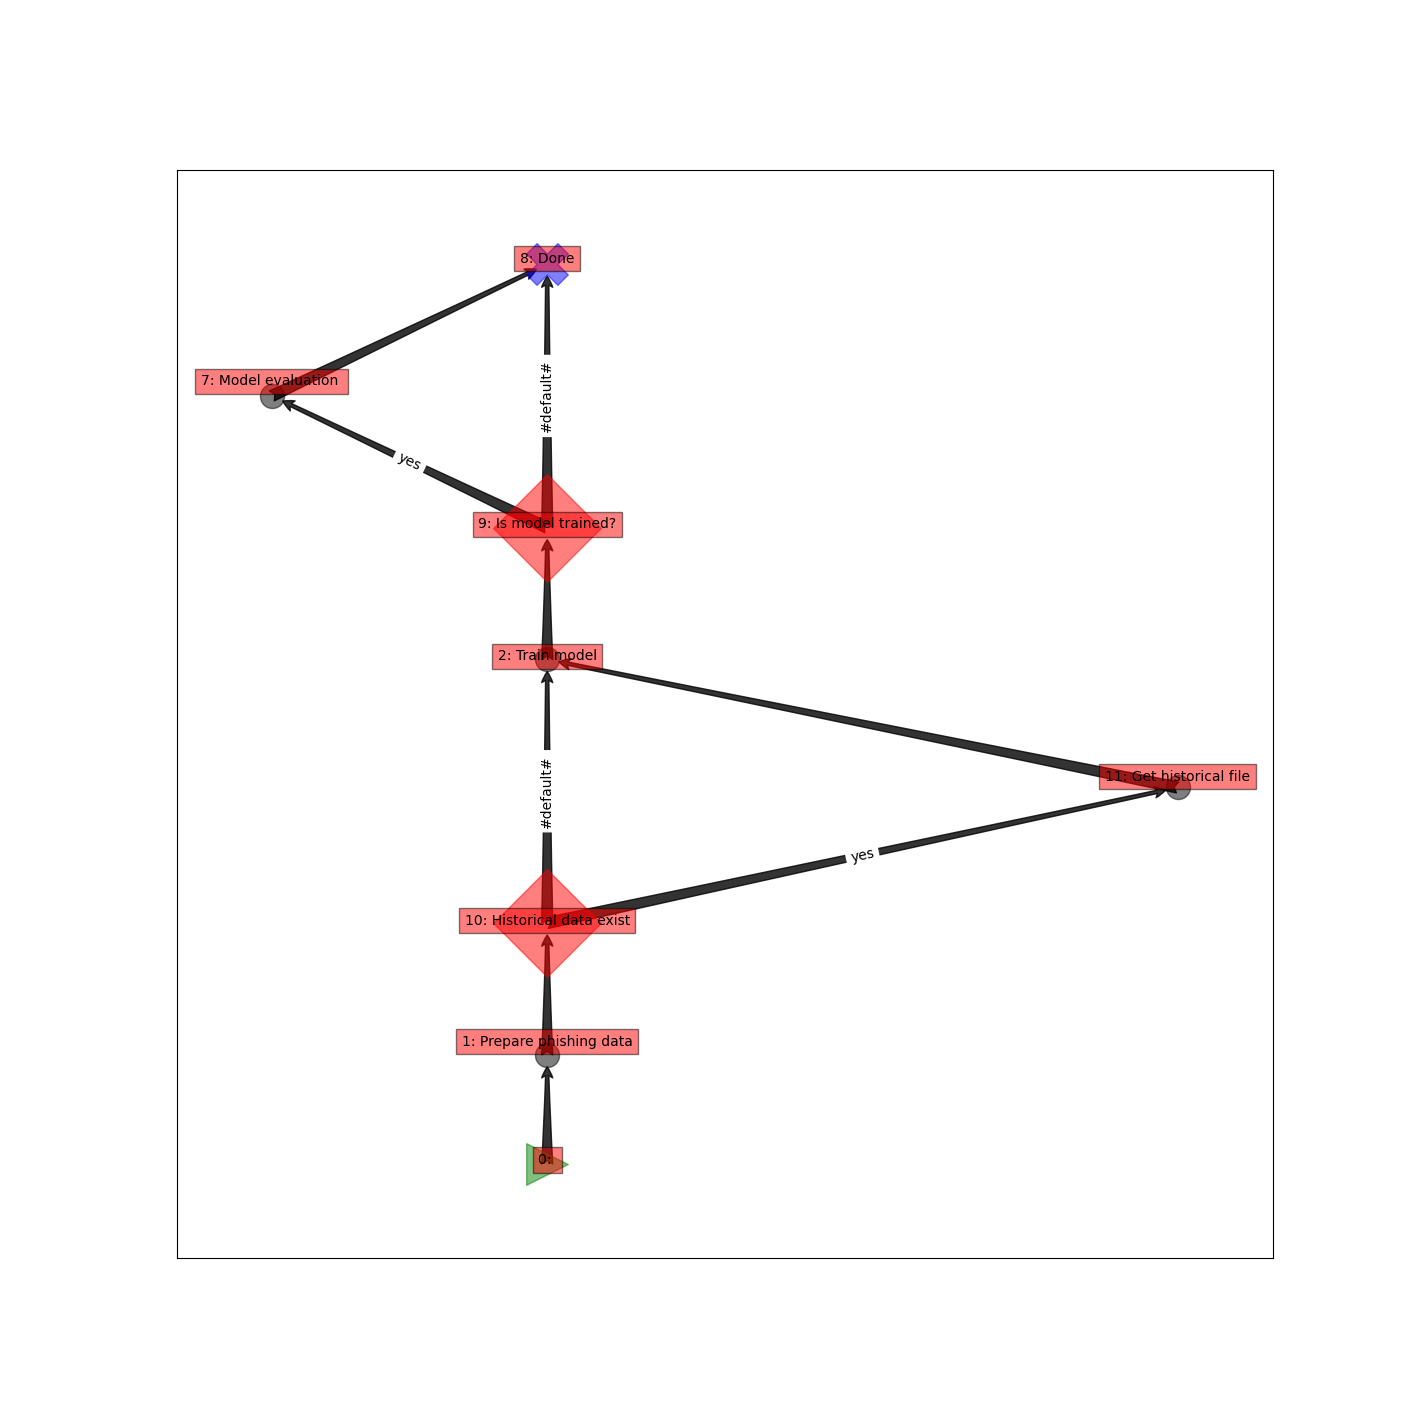 8: Done
7: Model evaluation
#default#
yes
9: Is model trained?
2: Train model
11: Get historical file
#default#
yes
10: Historical data exist
1: Prepare phishing data
0: